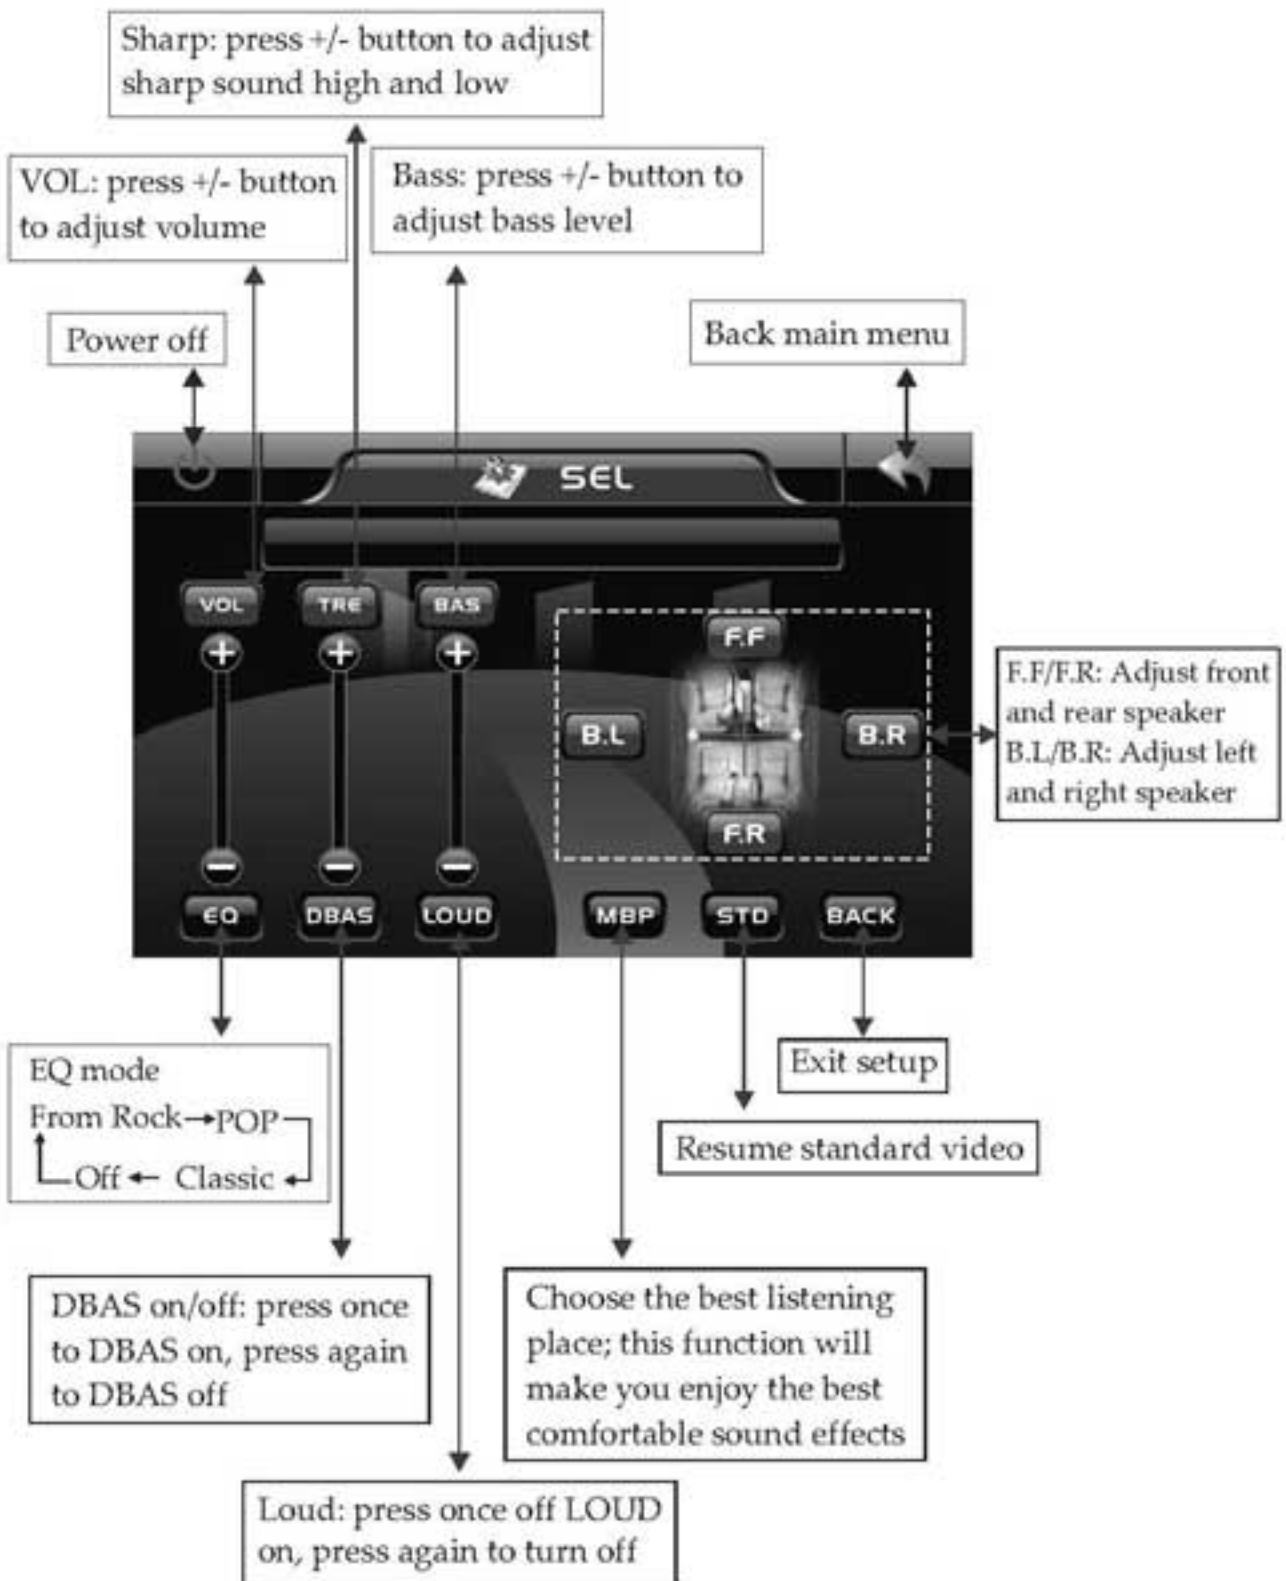 Sharp: press +/- button to adjust
sharp sound high and low
VOL: press +/- button
to adjust volume
Bass: press +/- button to
adjust bass level
Power off
Back main menu
SEL
VOL
TRE
BAS
F.F
B.L
B.R
F.R
F.F/F.R: Adjust front
and rear speaker
B.L/B.R: Adjust left
and right speaker
EQ
DBAS
LOUD
MBP
STD
BACK
EQ mode
From Rock→POP
Off ← Classic
Exit setup
Resume standard video
DBAS on/off: press once
to DBAS on, press again
to DBAS off
Choose the best listening
place; this function will
make you enjoy the best
comfortable sound effects
Loud: press once off LOUD
on, press again to turn off